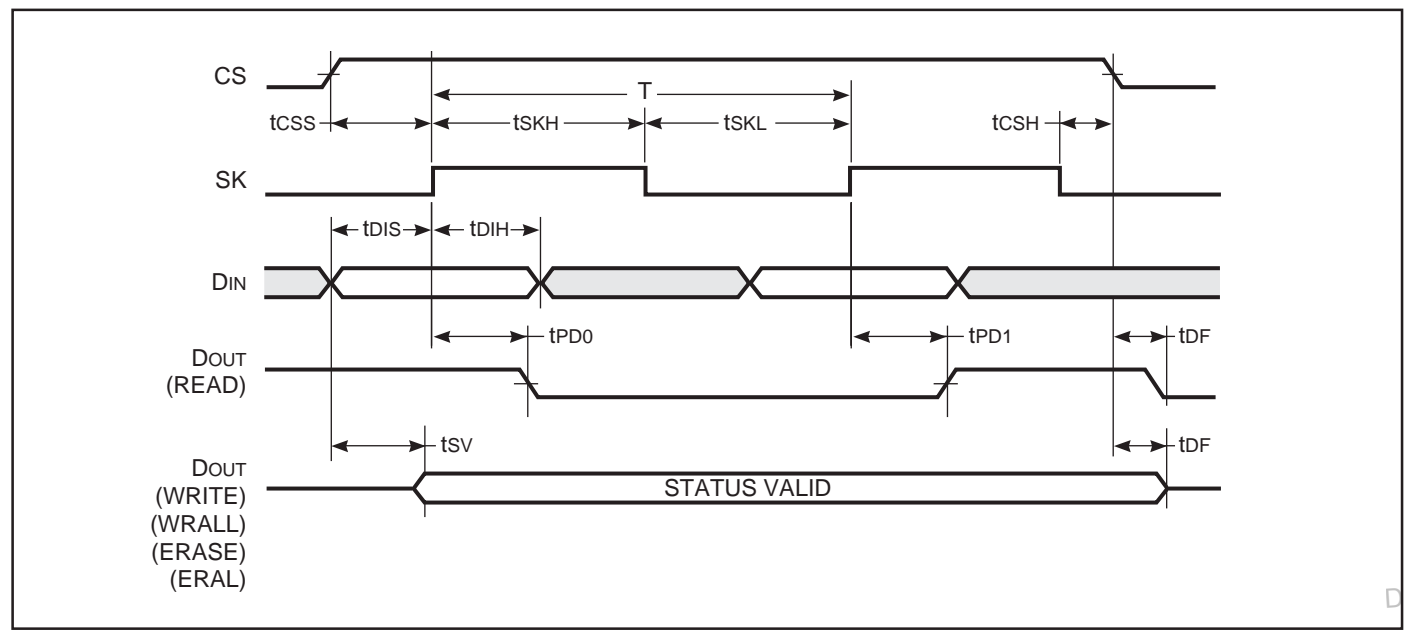 CS
T
tCSS
tSKH
tSKL
tCSH
SK
tDIS
tDIH
DIN
tPD0
tPD1
tDF
DOUT
(READ)
tSV
tDF
DOUT
(WRITE)
STATUS VALID
(WRALL)
(ERASE)
(ERAL)
D